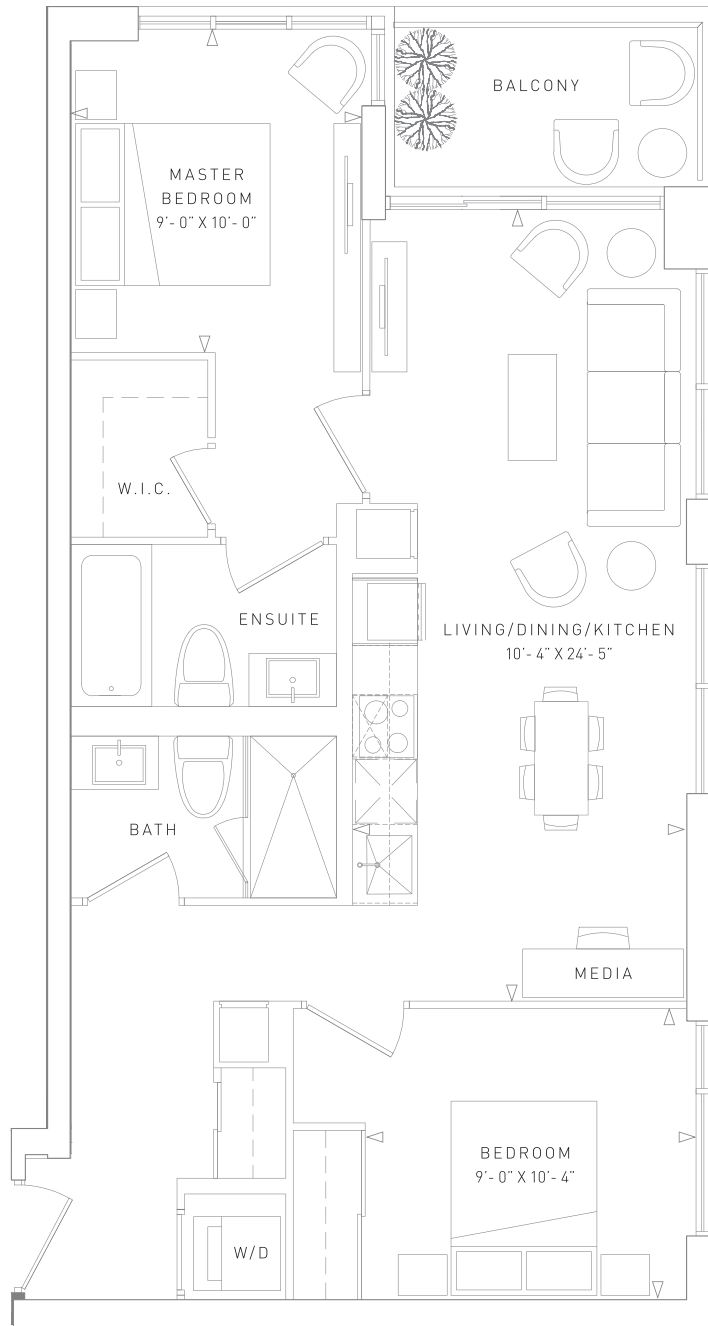 BALCONY
MASTER
BEDROOM
9'-0" X 10'-0"
W.I.C.
ENSUITE
LIVING/DINING/KITCHEN
10'-4" X 24'-5"
BATH
MEDIA
BEDROOM
9'-0" X 10'-4"
W/D